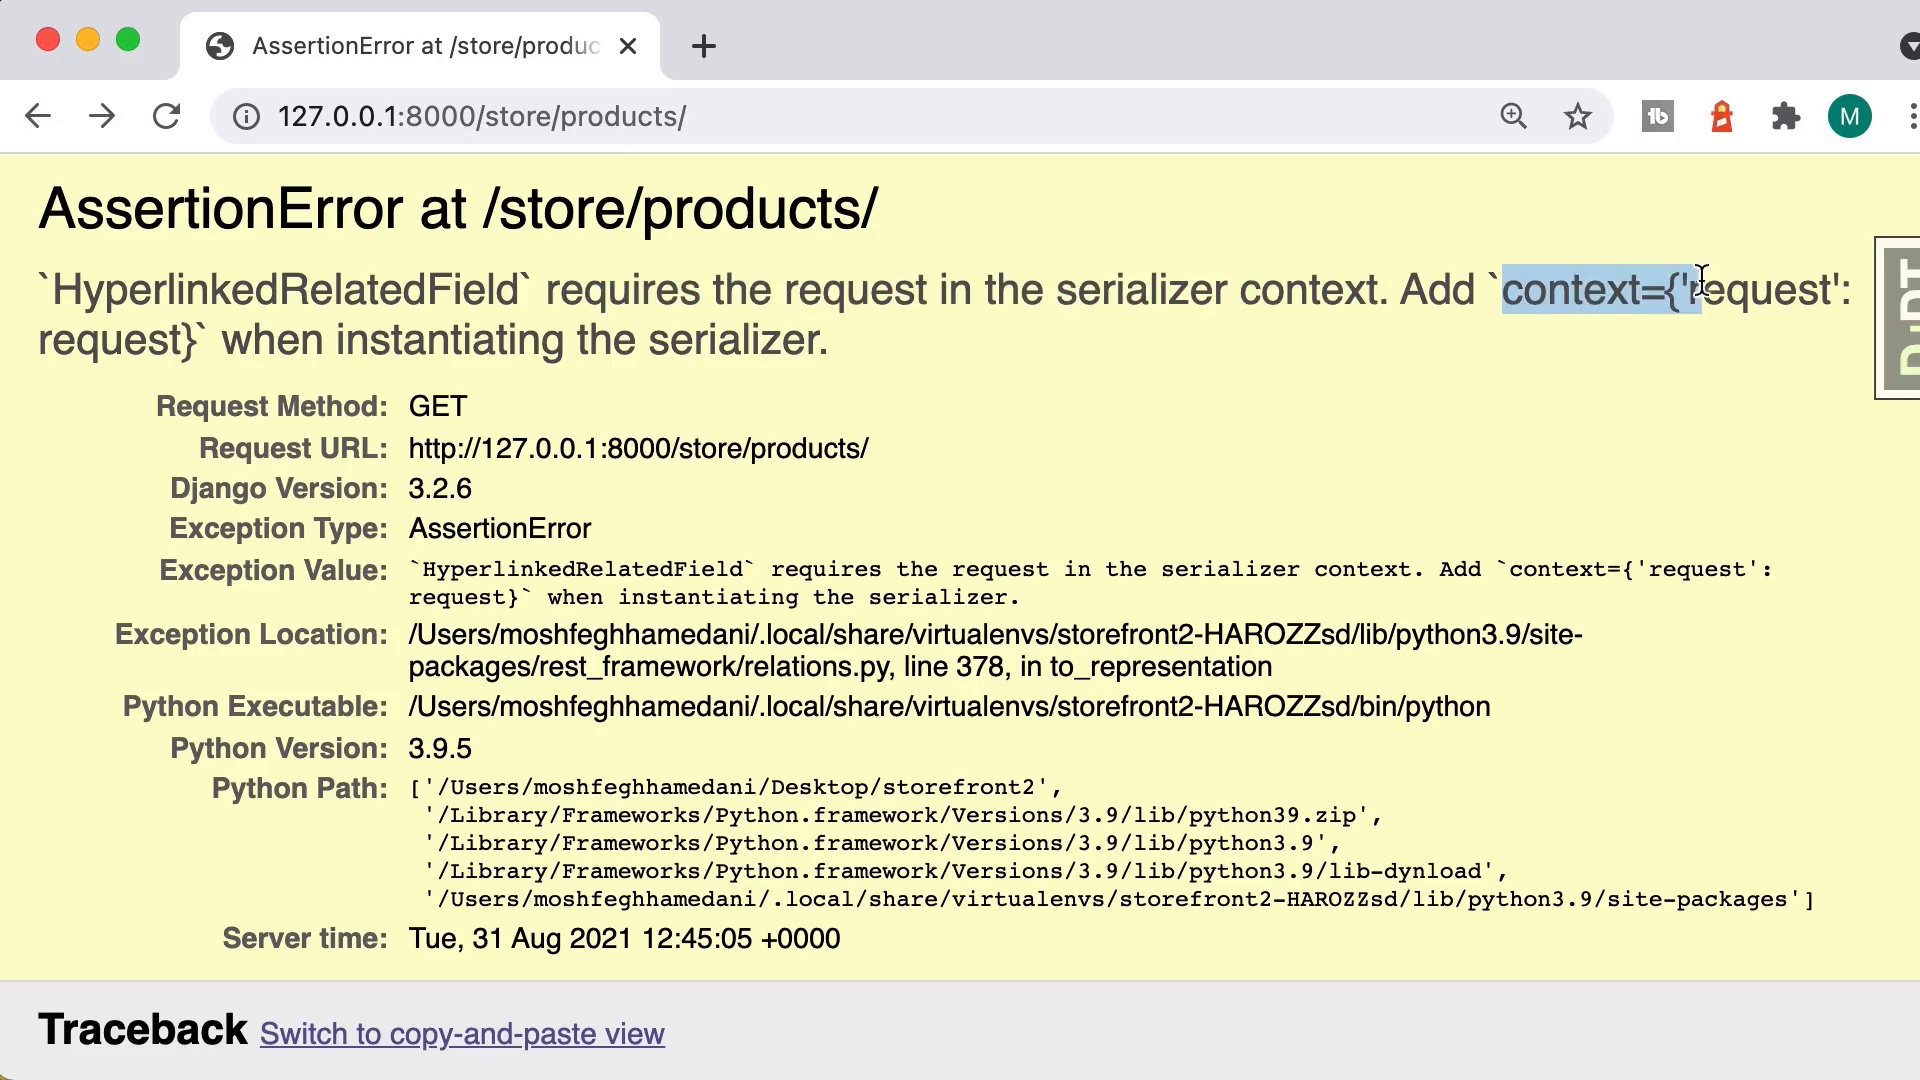 AssertionError at /store/produc
127.0.0.1:8000/store/products/
M
AssertionError at /store/products/
`HyperlinkedRelatedField` requires the request in the serializer context. Add `context={'request':
request}` when instantiating the serializer.
Request Method: GET
Request URL: http://127.0.0.1:8000/store/products/
Django Version: 3.2.6
Exception Type: AssertionError
Exception Value: `HyperlinkedRelatedField` requires the request in the serializer context. Add `context={'request':
request}` when instantiating the serializer.
Exception Location: /Users/moshfeghhamedani/.local/share/virtualenvs/storefront2-HAROZZsd/lib/python3.9/site-
packages/rest_framework/relations.py, line 378, in to_representation
Python Executable: /Users/moshfeghhamedani/.local/share/virtualenvs/storefront2-HAROZZsd/bin/python
Python Version: 3.9.5
Python Path: ['/Users/moshfeghhamedani/Desktop/storefront2',
'/Library/Frameworks/Python.framework/Versions/3.9/lib/python39.zip',
'/Library/Frameworks/Python.framework/Versions/3.9/lib/python3.9',
'/Library/Frameworks/Python.framework/Versions/3.9/lib/python3.9/lib-dynload',
'/Users/moshfeghhamedani/.local/share/virtualenvs/storefront2-HAROZZsd/lib/python3.9/site-packages']
Server time: Tue, 31 Aug 2021 12:45:05 +0000
Traceback Switch to copy-and-paste view